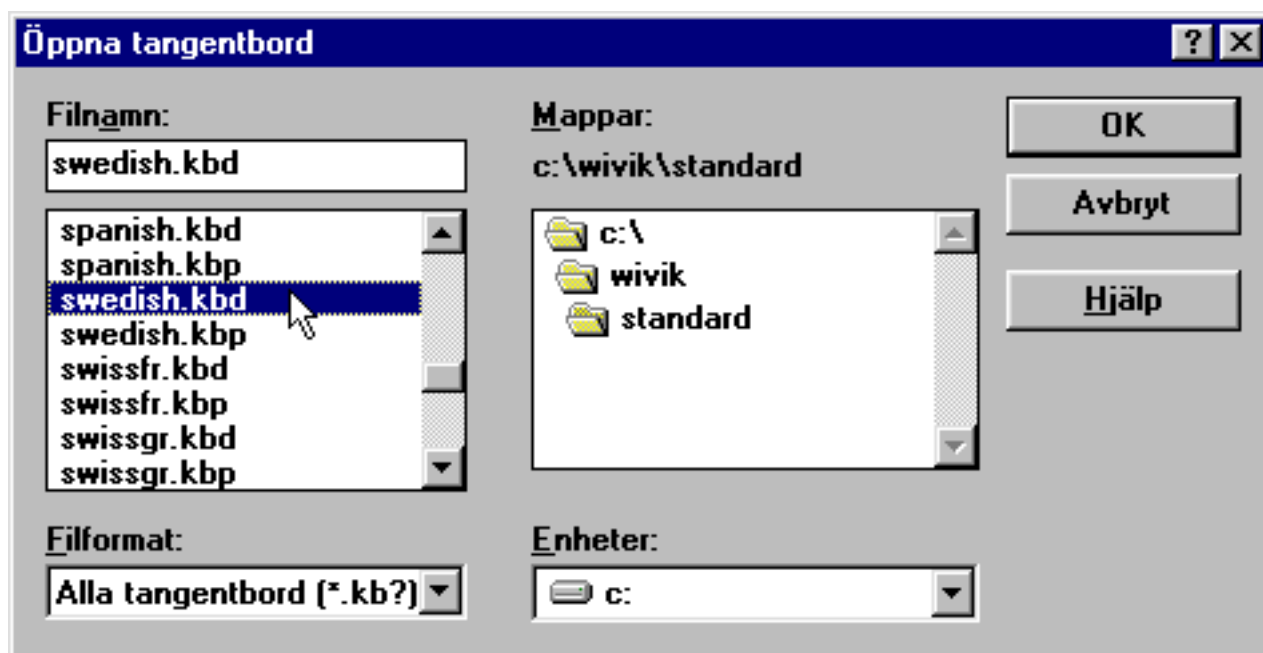 Öppna tangentbord
Filnamn:
swedish.kbd
spanish.kbd
spanish.kbp
swedish.kbd
swedish.kbp
swissfr.kbd
swissfr.kbp
swissgr.kbd
swissgr.kbp
Filformat:
Alla tangentbord (*.kb?)
Mappar:
c:\wivik\standard
c:\
wivik
standard
Enheter:
c:
OK
Avbryt
Hjälp